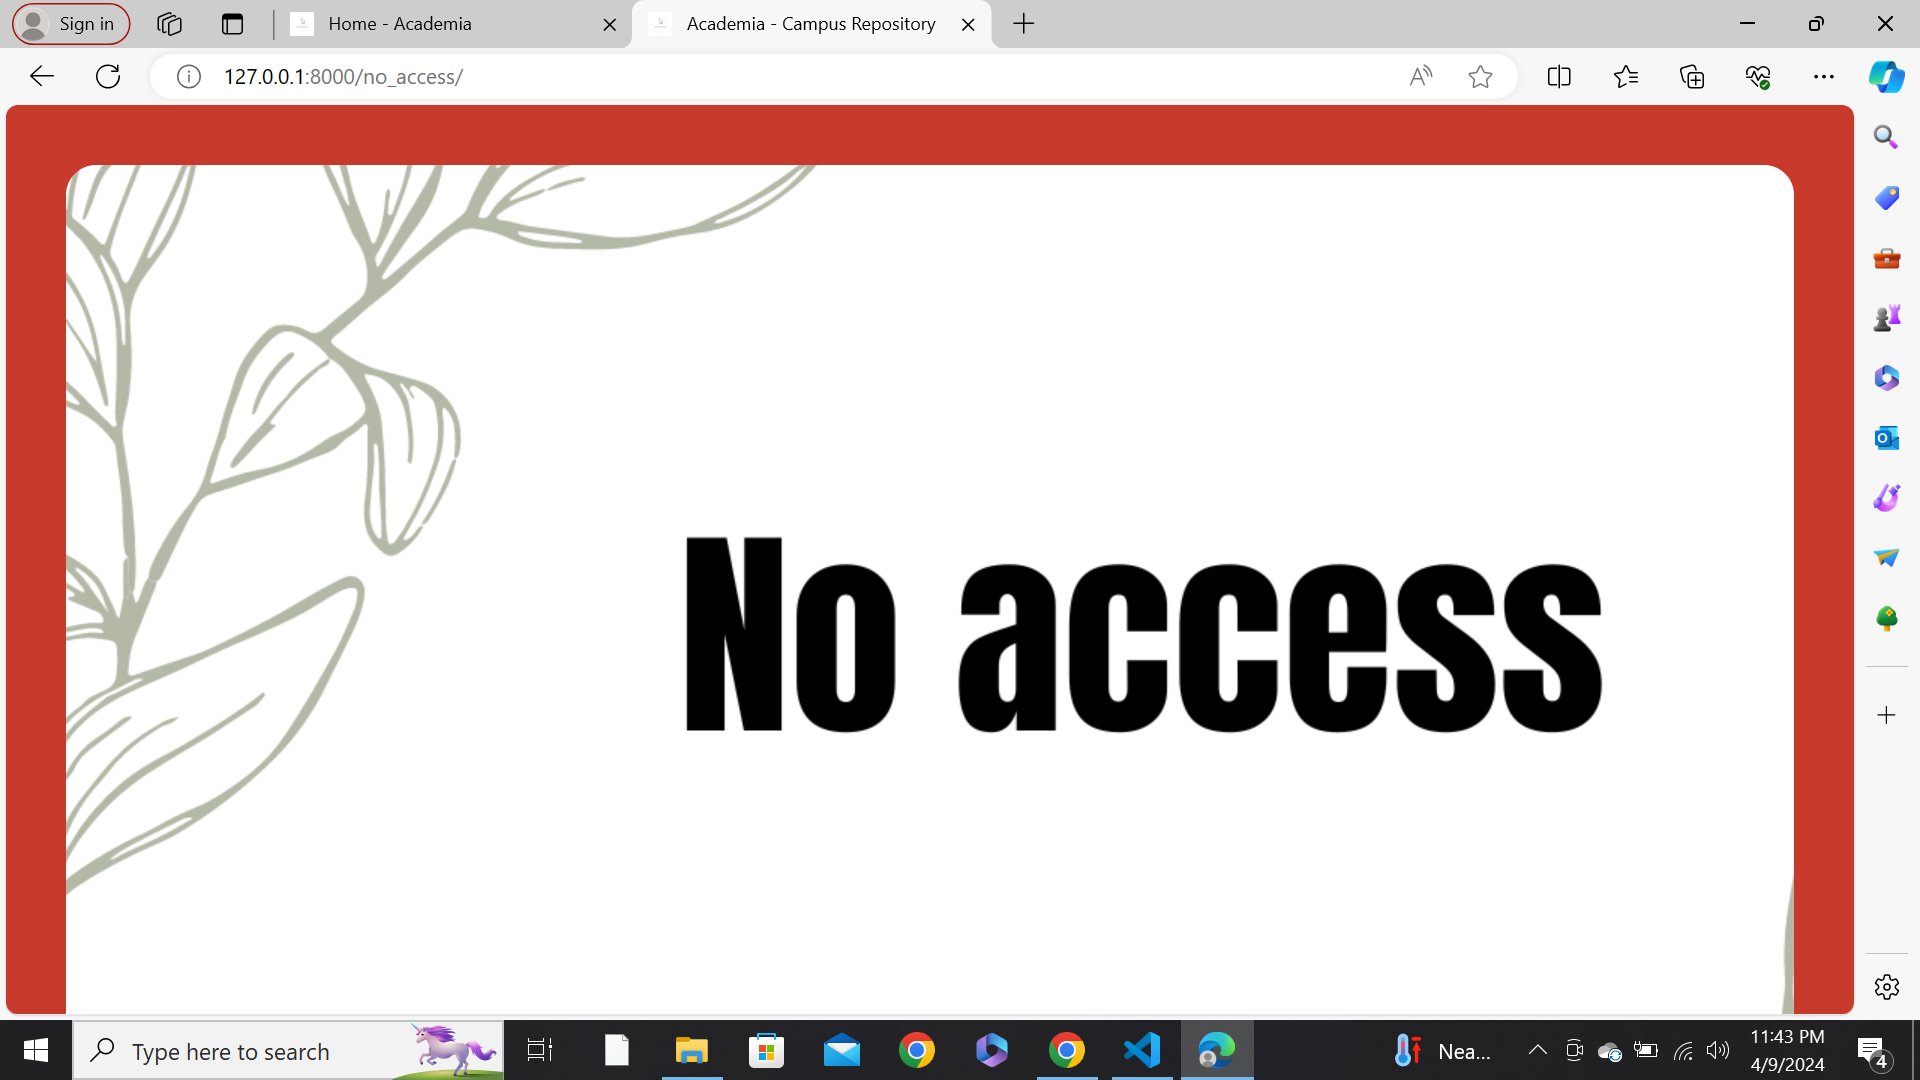 Sign in
Home - Academia
Academia - Campus Repository
127.0.0.1:8000/no_access/
No access
Type here to search
Nea...
11:43 PM
4/9/2024
4